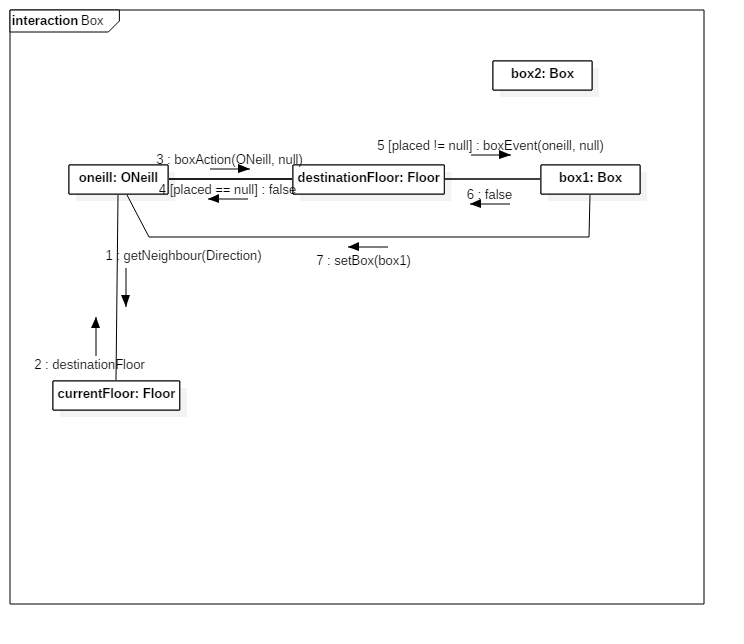 interaction Box
box2: Box
5 [placed != null] : boxEvent(oneill, null)
3 : boxAction(ONeill, null)
oneill: ONeill
destinationFloor: Floor
box1: Box
4 [placed == null] : false
6 : false
1 : getNeighbour(Direction)
7 : setBox(box1)
2 : destinationFloor
currentFloor: Floor